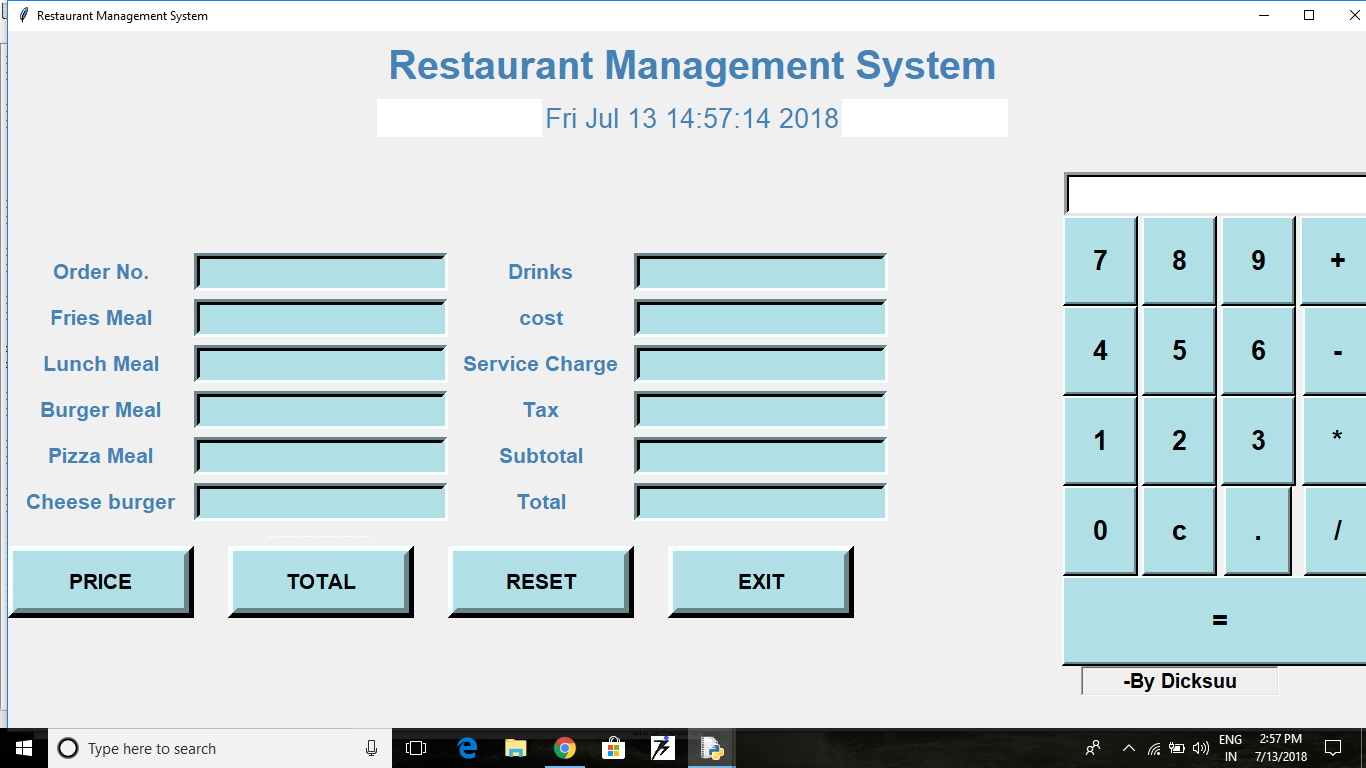 Restaurant Management System
Restaurant Management System
Fri Jul 13 14:57:14 2018
Order No.
Drinks
Fries Meal
cost
Lunch Meal
Service Charge
Burger Meal
Tax
Pizza Meal
Subtotal
Cheese burger
Total
PRICE TOTAL RESET EXIT
7 8 9 +
4 5 6 -
1 2 3 *
0 c . /
=
-By Dicksuu
Type here to search
ENG
IN
2:57 PM
7/13/2018